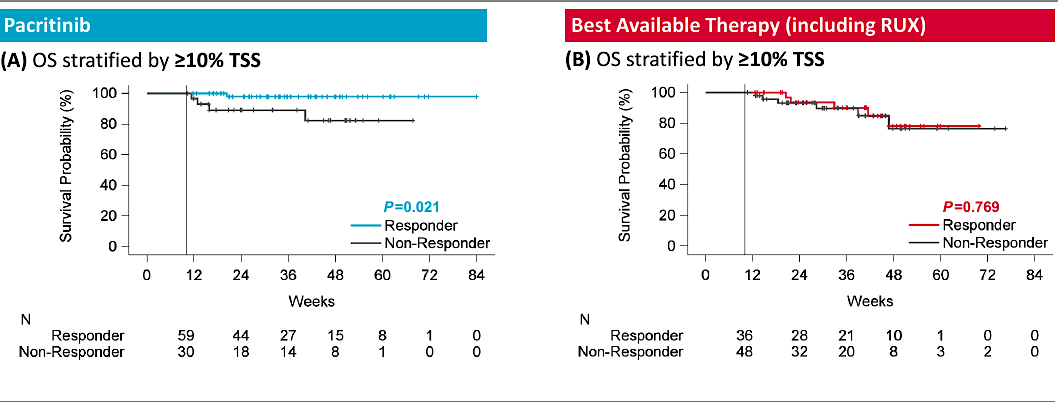 Pacritinib
(A) OS stratified by ≥10% TSS
Survival Probability (%)
100
80
60
40
20
0
P=0.021
Responder
Non-Responder
0 12 24 36 48 60 72 84
Weeks
N
Responder 59 44 27 15 8 1 0
Non-Responder 30 18 14 8 1 0 0
Best Available Therapy (including RUX)
(B) OS stratified by ≥10% TSS
Survival Probability (%)
100
80
60
40
20
0
P=0.769
Responder
Non-Responder
0 12 24 36 48 60 72 84
Weeks
N
Responder 36 28 21 10 1 0 0
Non-Responder 48 32 20 8 3 2 0